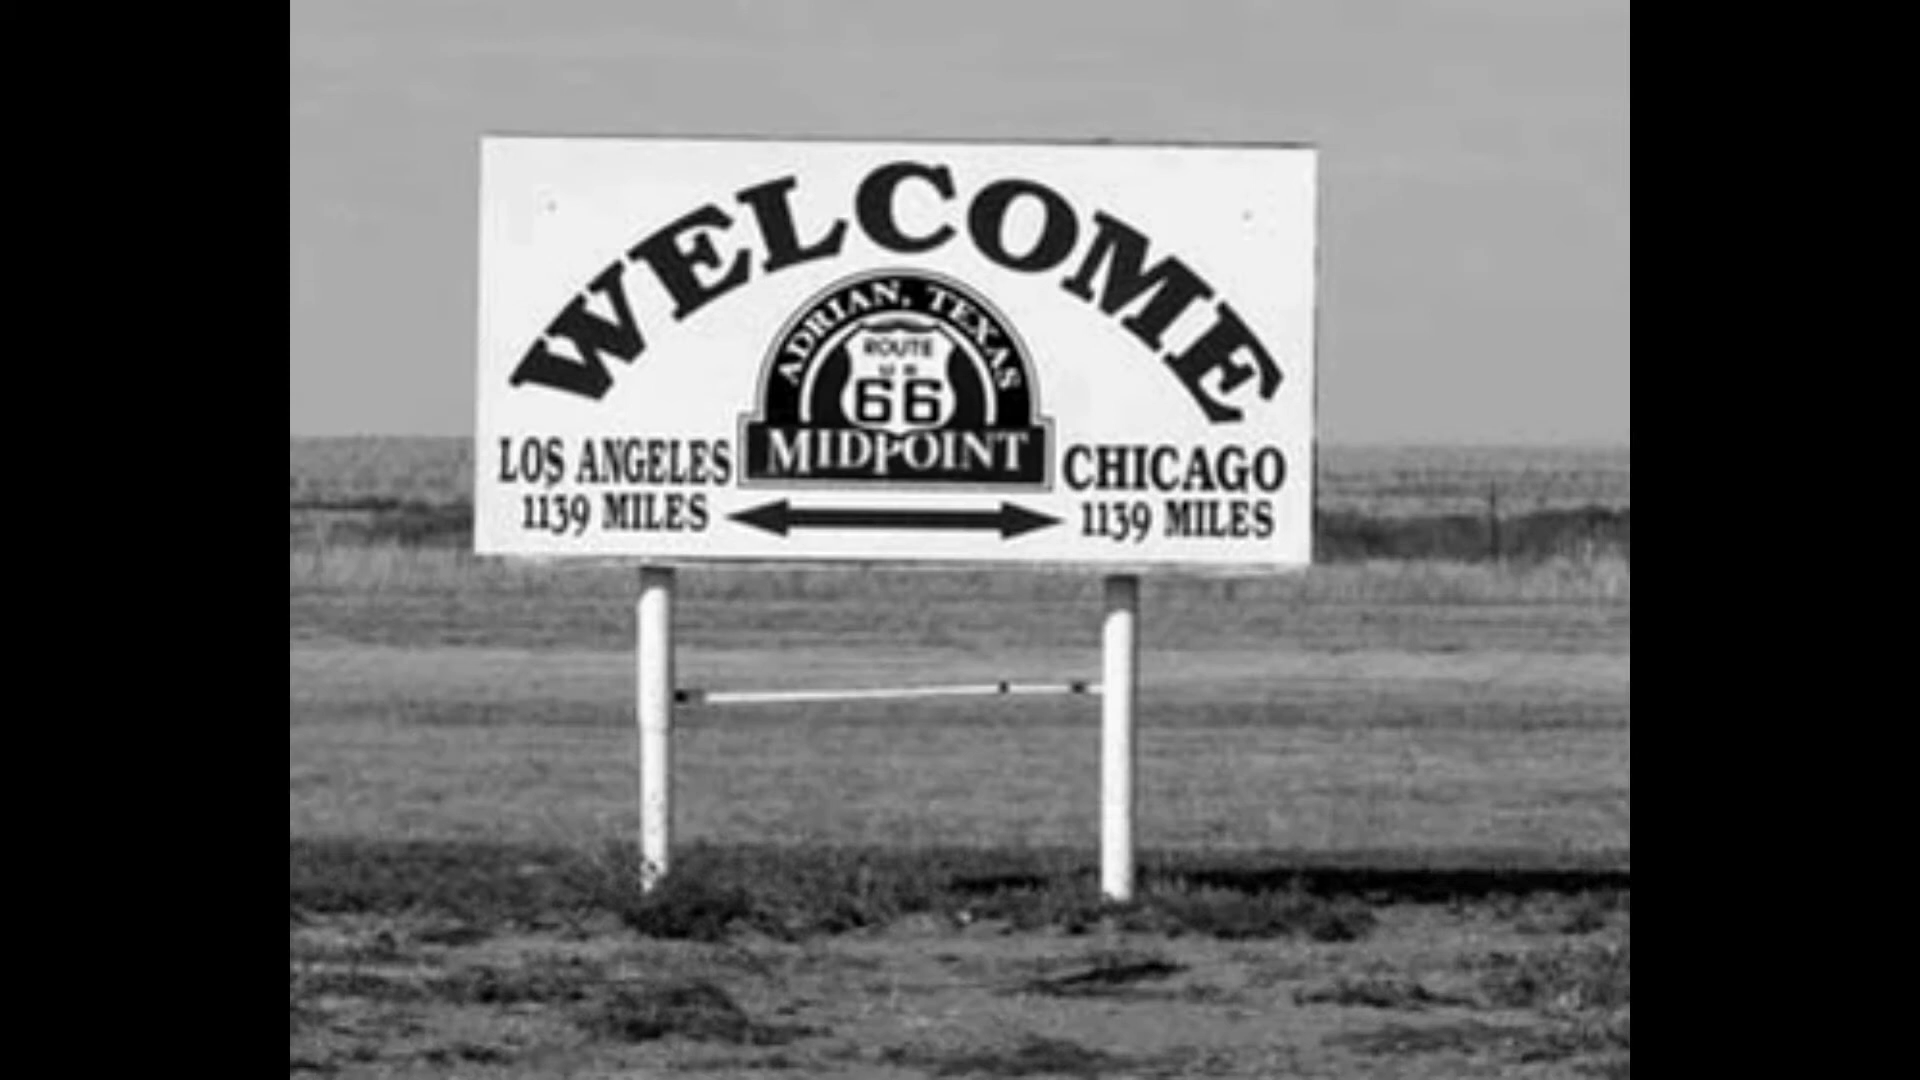 WELCOME
ADRIAN, TEXAS
ROUTE
U S
66
MIDPOINT
LOS ANGELES
1139 MILES
CHICAGO
1139 MILES